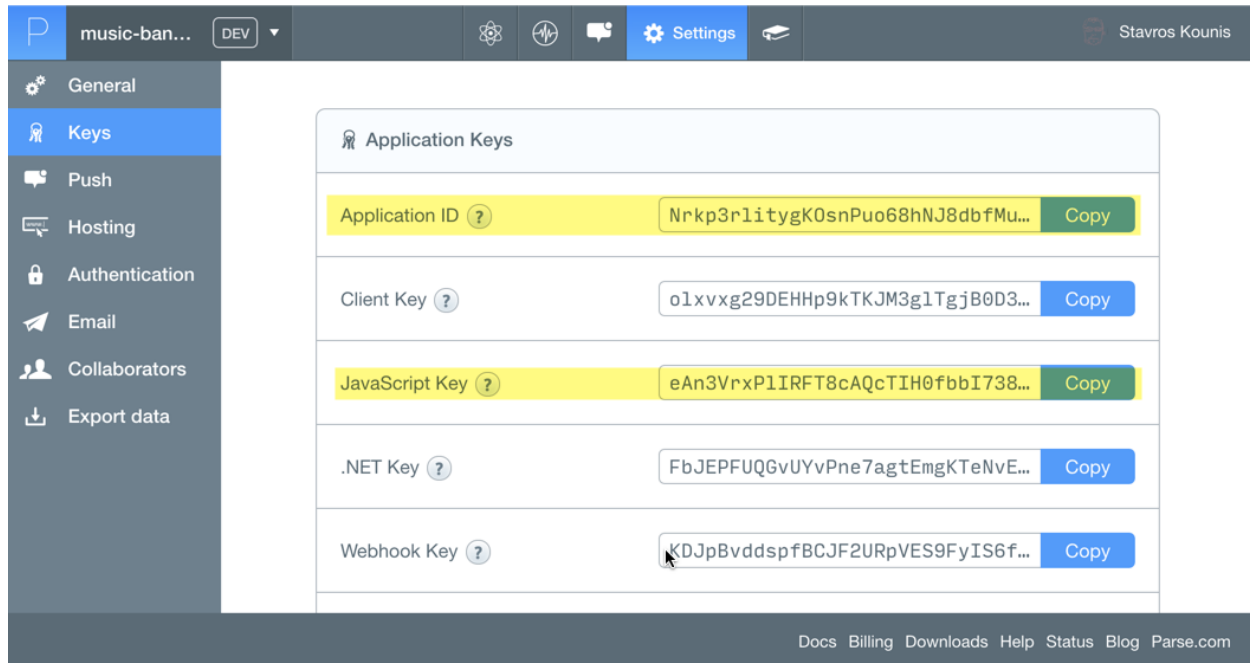 P music-ban... DEV Settings Stavros Kounis
General
Keys
Push
Hosting
Authentication
Email
Collaborators
Export data
Application Keys
Application ID ? Nrkp3rlitygKOsnPuo68hNJ8dbfMu... Copy
Client Key ? olxvxg29DEHHp9kTKJM3glTgjB0D3... Copy
JavaScript Key ? eAn3VrxPlIRFT8cAQcTIH0fbbI738... Copy
.NET Key ? FbJEPFUQGvUYvPne7agtEmgKTeNvE... Copy
Webhook Key ? KDJpBvddspfBCJF2URpVES9FyIS6f... Copy
Docs Billing Downloads Help Status Blog Parse.com